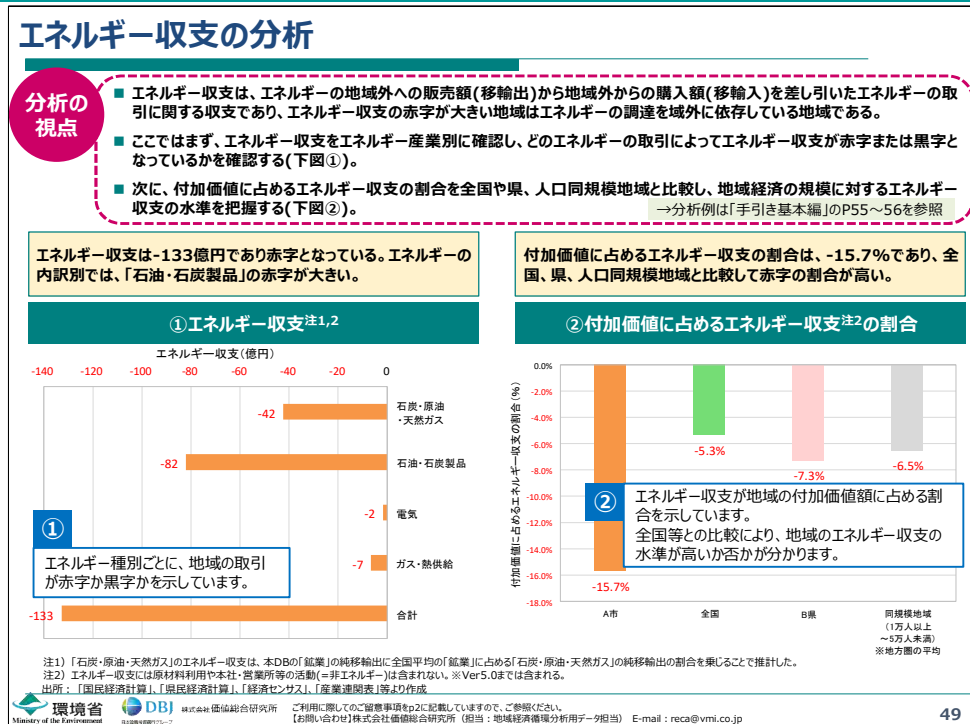 エネルギー収支の分析
分析の
視点
■ エネルギー収支は、エネルギーの地域外への販売額(移輸出)から地域外からの購入額(移輸入)を差し引いたエネルギーの取
引に関する収支であり、エネルギー収支の赤字が大きい地域はエネルギーの調達を域外に依存している地域である。
■ ここではまず、エネルギー収支をエネルギー産業別に確認し、どのエネルギーの取引によってエネルギー収支が赤字または黒字と
なっているかを確認する(下図①)。
■ 次に、付加価値に占めるエネルギー収支の割合を全国や県、人口同規模地域と比較し、地域経済の規模に対するエネルギー
収支の水準を把握する(下図②)。
→分析例は「手引き基本編」のP55～56を参照
エネルギー収支は-133億円であり赤字となっている。エネルギーの
内訳別では、「石油・石炭製品」の赤字が大きい。
①エネルギー収支注1,2
エネルギー収支(億円)
-140 -120 -100 -80 -60 -40 -20 0
-42
石炭・原油
・天然ガス
-82
石油・石炭製品
-2
電気
-7
ガス・熱供給
-133
合計
①
エネルギー種別ごとに、地域の取引
が赤字か黒字かを示しています。
付加価値に占めるエネルギー収支の割合は、-15.7%であり、全
国、県、人口同規模地域と比較して赤字の割合が高い。
②付加価値に占めるエネルギー収支注2の割合
付加価値に占めるエネルギー収支の割合(%)
0.0%
-2.0%
-4.0%
-6.0%
-8.0%
-10.0%
-12.0%
-14.0%
-16.0%
-18.0%
-15.7%
-5.3%
-7.3%
-6.5%
A市
全国
B県
同規模地域
(1万人以上
～5万人未満)
※地方圏の平均
②
エネルギー収支が地域の付加価値額に占める割
合を示しています。
全国等との比較により、地域のエネルギー収支の
水準が高いか否かが分かります。
注1）「石炭・原油・天然ガス」のエネルギー収支は、本DBの「鉱業」の純移輸出に全国平均の「鉱業」に占める「石炭・原油・天然ガス」の純移輸出の割合を乗じることで推計した。
注2）エネルギー収支には原材料利用や本社・営業所等の活動(=非エネルギー)は含まれない。※Ver5.0までは含まれる。
出所：「国民経済計算」、「県民経済計算」、「経済センサス」、「産業連関表」等より作成
環境省
Ministry of the Environment
DBJ
日本政策投資銀行グループ
株式会社価値総合研究所
ご利用に際してのご留意事項をp2に記載していますので、ご参照ください。
【お問い合わせ】株式会社価値総合研究所（担当：地域経済循環分析用データ担当） E-mail：reca@vmi.co.jp
49